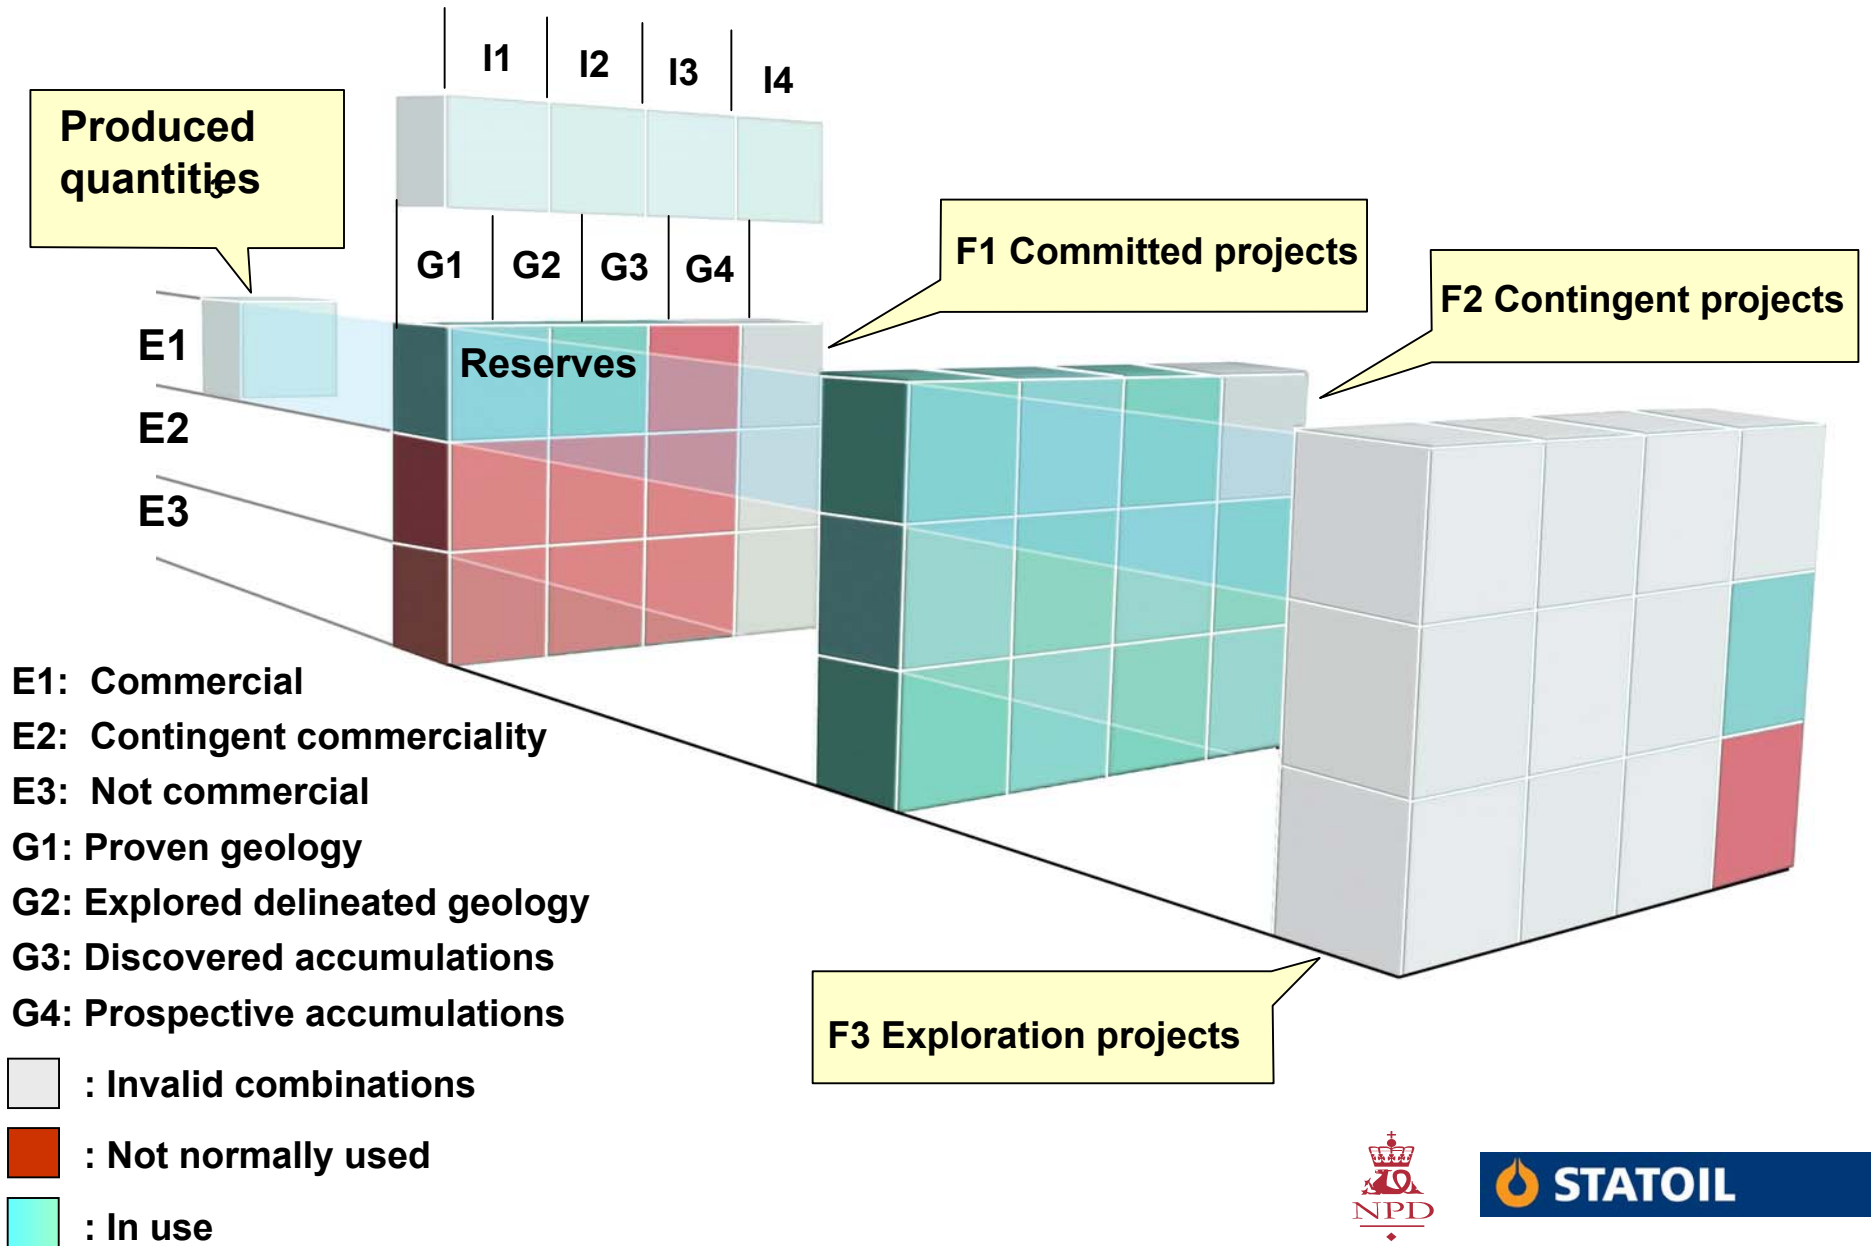 I1
I2
I3
I4
Produced
quantities
3
G1
G2
G3
G4
F1 Committed projects
F2 Contingent projects
E1
Reserves
E2
E3
E1: Commercial
E2: Contingent commerciality
E3: Not commercial
G1: Proven geology
G2: Explored delineated geology
G3: Discovered accumulations
G4: Prospective accumulations
F3 Exploration projects
: Invalid combinations
: Not normally used
: In use
NPD
STATOIL